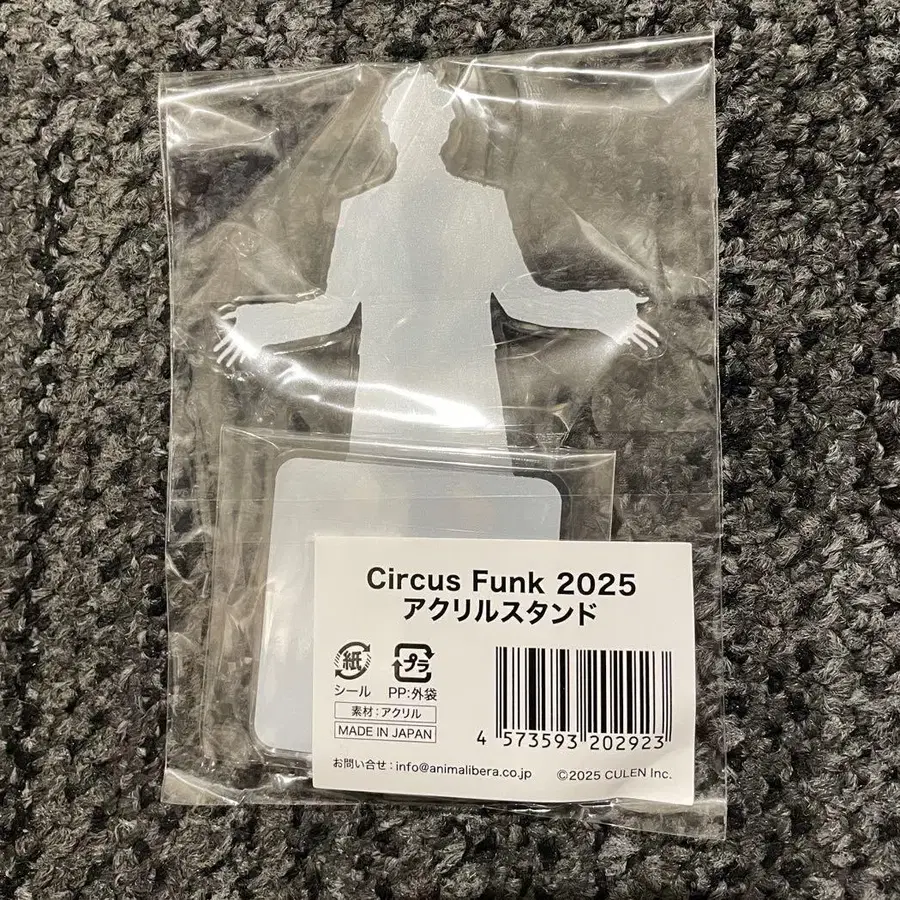 Circus Funk 2025
アクリルスタンド
紙
プラ
シール
PP:外袋
素材:アクリル
MADE IN JAPAN
4 573593 202923
お問い合せ:info@animalibera.co.jp
©2025 CULEN Inc.